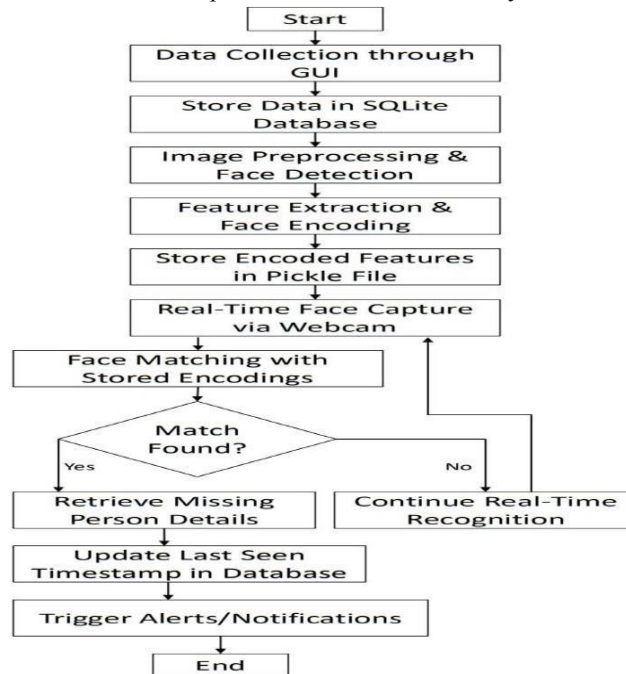 Start
Data Collection through
GUI
Store Data in SQLite
Database
Image Preprocessing &
Face Detection
Feature Extraction &
Face Encoding
Store Encoded Features
in Pickle File
Real-Time Face Capture
via Webcam
Face Matching with
Stored Encodings
Match
Found?
Yes
No
Retrieve Missing
Person Details
Continue Real-Time
Recognition
Update Last Seen
Timestamp in Database
Trigger Alerts/Notifications
End